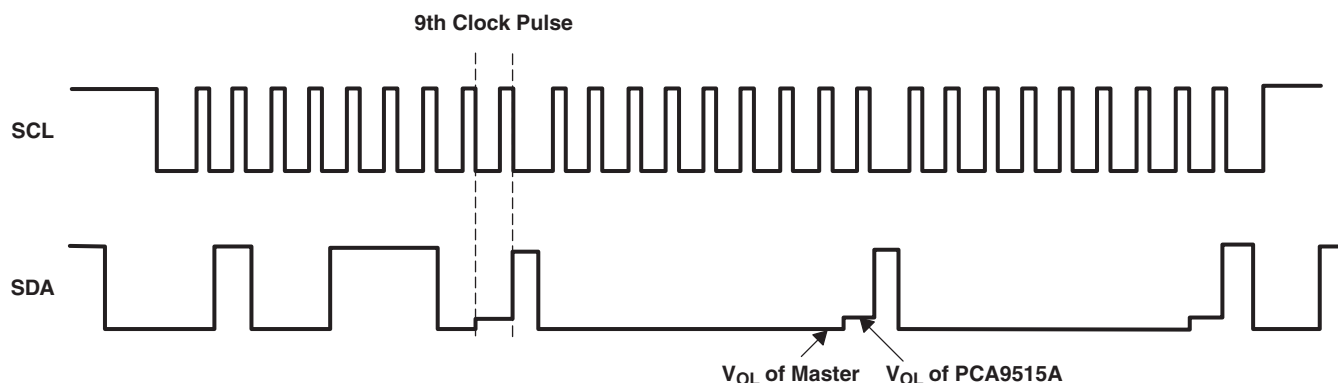 9th Clock Pulse
SCL
SDA
VOL of Master
VOL of PCA9515A